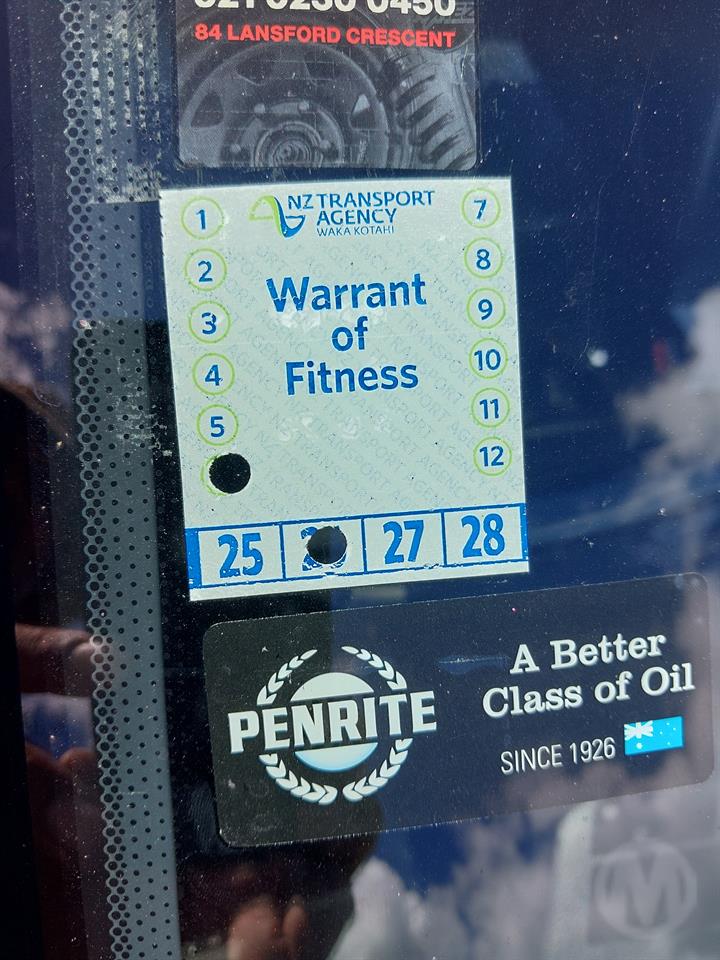 84 LANSFORD CRESCENT
NZ TRANSPORT
AGENCY
WAKA KOTAHI
1
2
3
4
5
7
8
9
10
11
12
Warrant
of
Fitness
25 27 28
PENRITE
A Better
Class of Oil
SINCE 1926
M